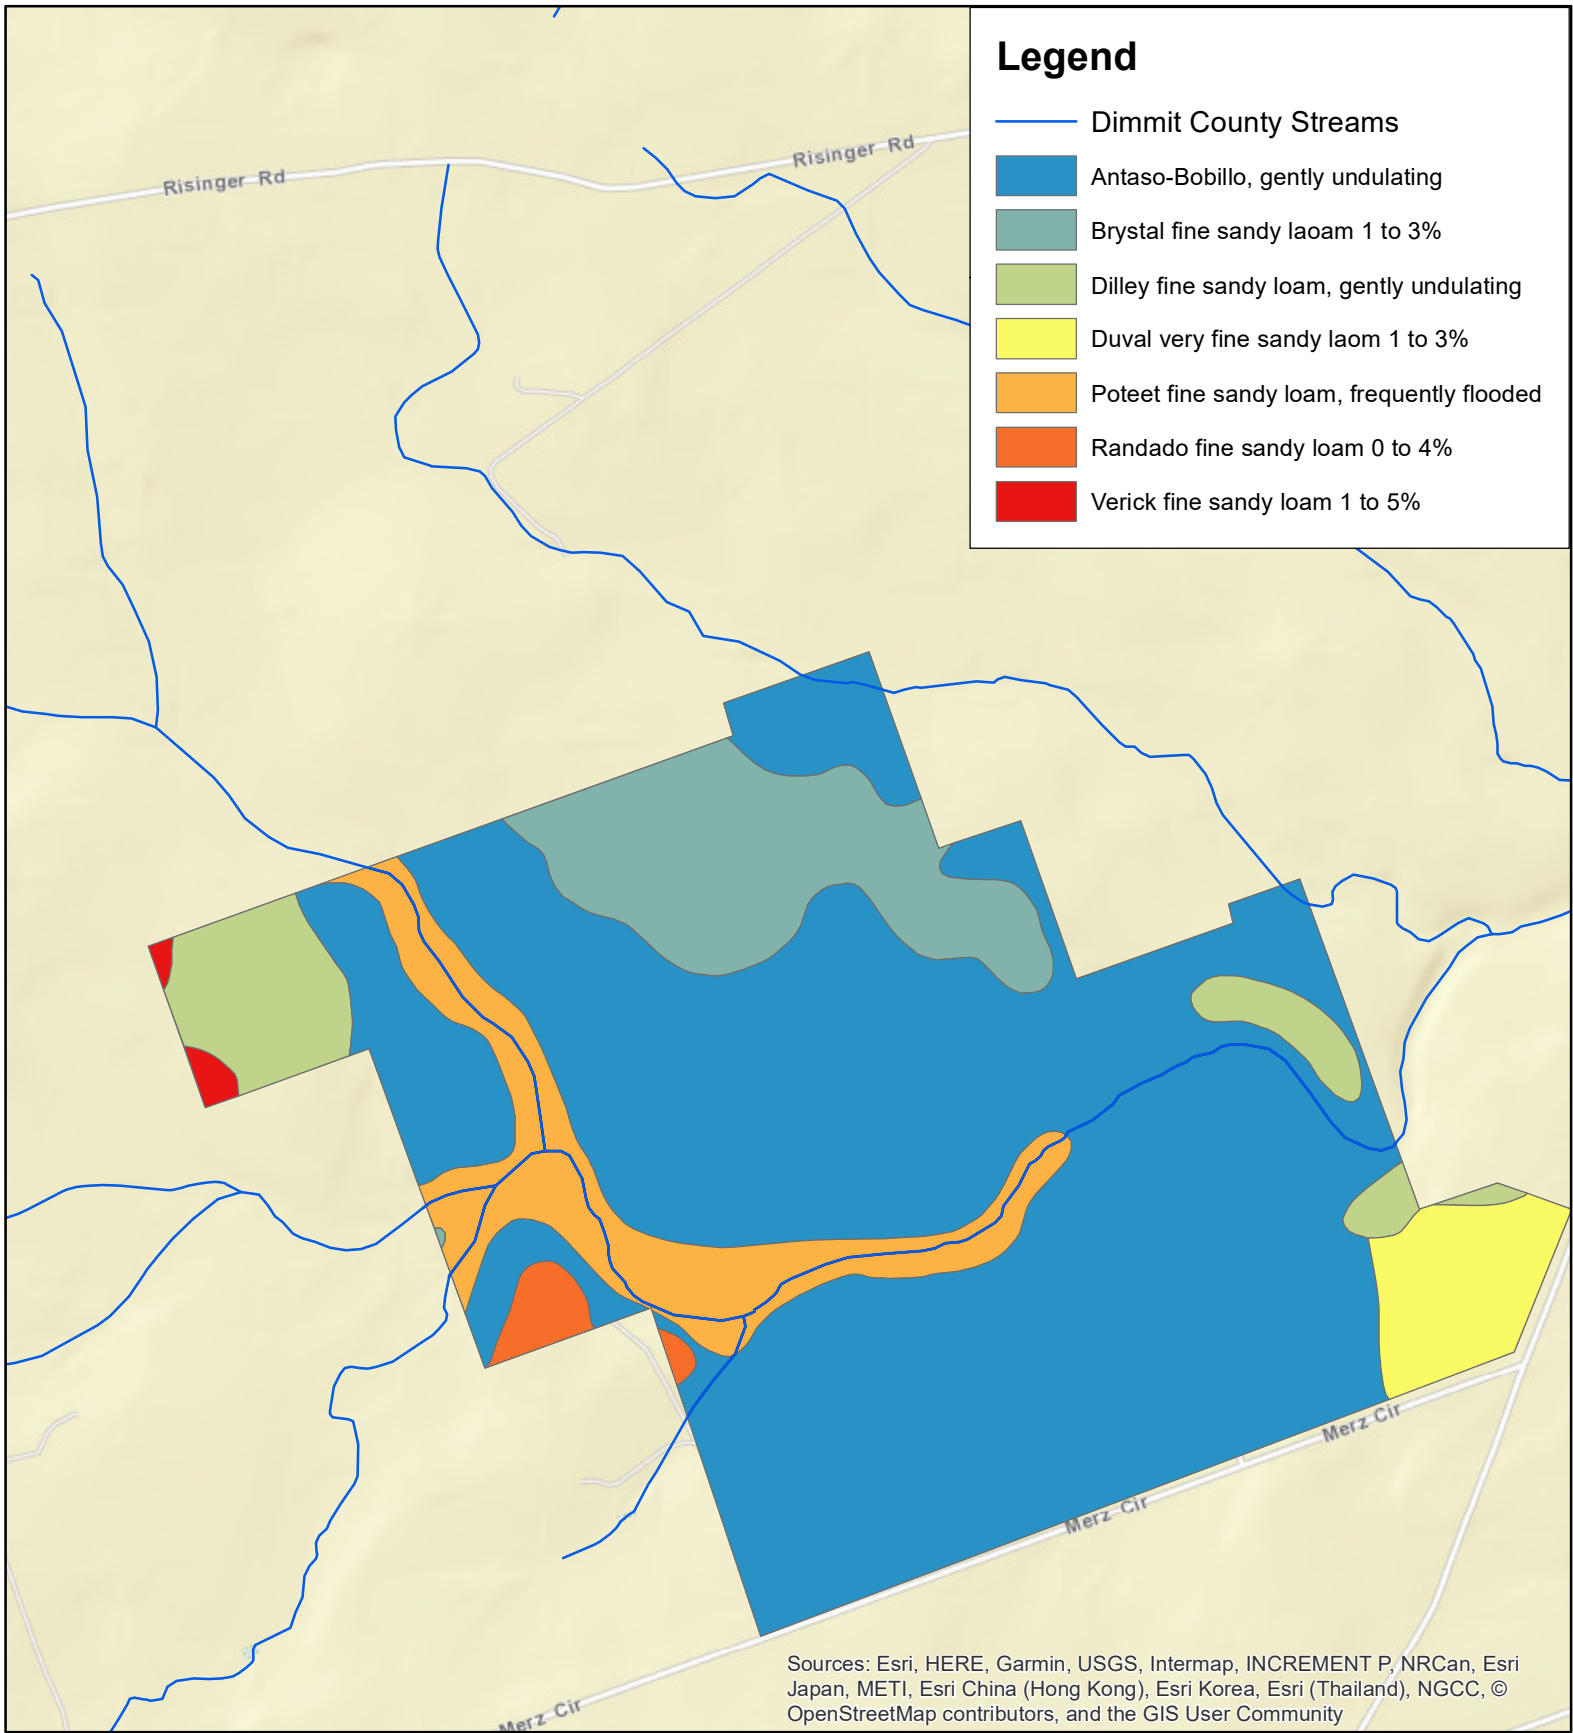 Legend
Dimmit County Streams
Antaso-Bobillo, gently undulating
Brystal fine sandy laoam 1 to 3%
Dilley fine sandy loam, gently undulating
Duval very fine sandy laom 1 to 3%
Poteet fine sandy loam, frequently flooded
Randado fine sandy loam 0 to 4%
Verick fine sandy loam 1 to 5%
Risinger Rd
Risinger Rd
Merz Cir
Merz Cir
Merz Cir
Sources: Esri, HERE, Garmin, USGS, Intermap, INCREMENT P, NRCan, Esri
Japan, METI, Esri China (Hong Kong), Esri Korea, Esri (Thailand), NGCC, ©
OpenStreetMap contributors, and the GIS User Community